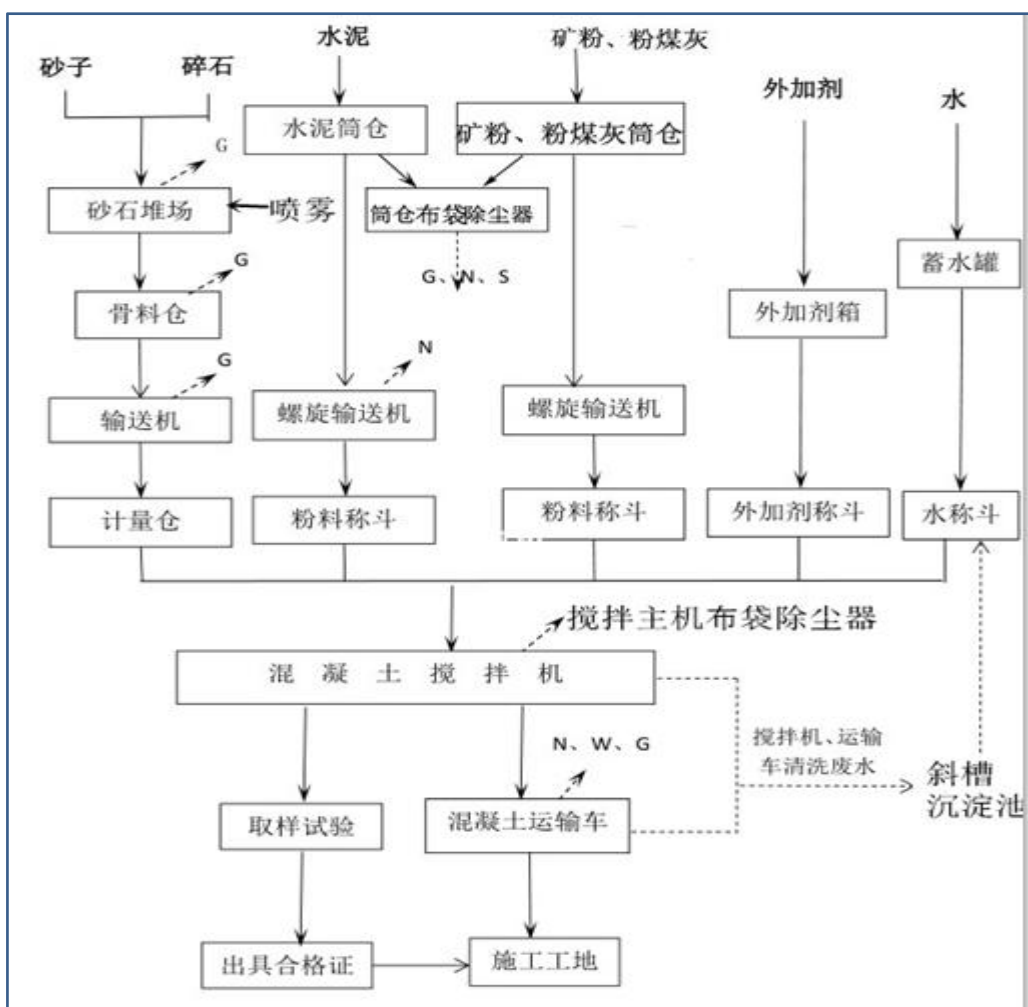 水泥
矿粉、粉煤灰
砂子
碎石
外加剂
水
水泥筒仓
矿粉、粉煤灰筒仓
G
砂石堆场
喷雾
筒仓布袋除尘器
G、N、S
蓄水罐
G
骨料仓
外加剂箱
G
N
输送机
螺旋输送机
螺旋输送机
计量仓
粉料称斗
粉料称斗
外加剂称斗
水称斗
搅拌主机布袋除尘器
混凝土搅拌机
N、W、G
搅拌机、运输
车清洗废水
斜槽
沉淀池
取样试验
混凝土运输车
出具合格证
施工工地